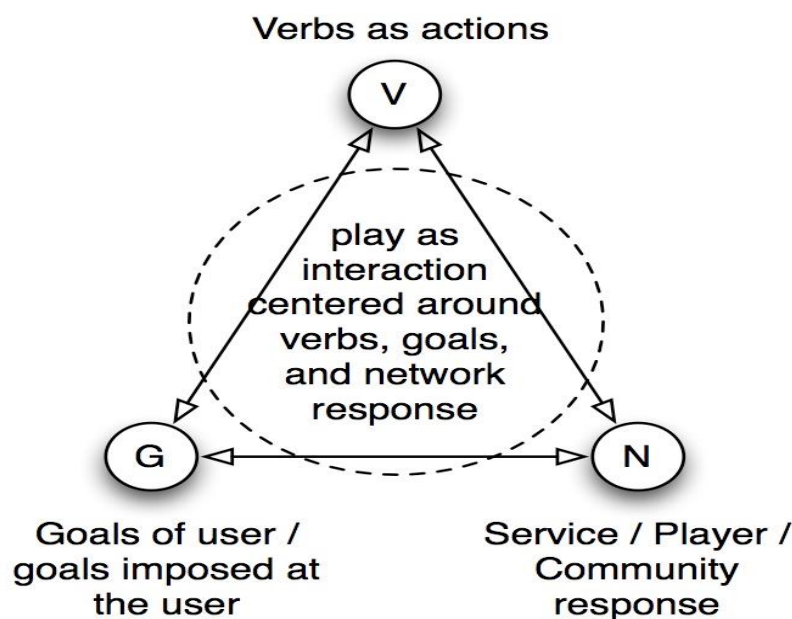 Verbs as actions
V
play as
interaction
centered around
verbs, goals,
and network
response
G
N
Goals of user /
goals imposed at
the user
Service / Player /
Community
response